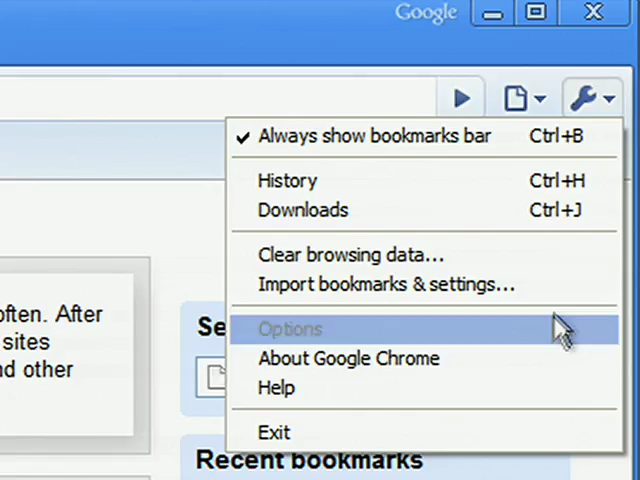 Google
Always show bookmarks bar Ctrl+B
History Ctrl+H
Downloads Ctrl+J
Clear browsing data...
Import bookmarks & settings...
often. After
sites
nd other
Se
Options
About Google Chrome
Help
Exit
Recent bookmarks